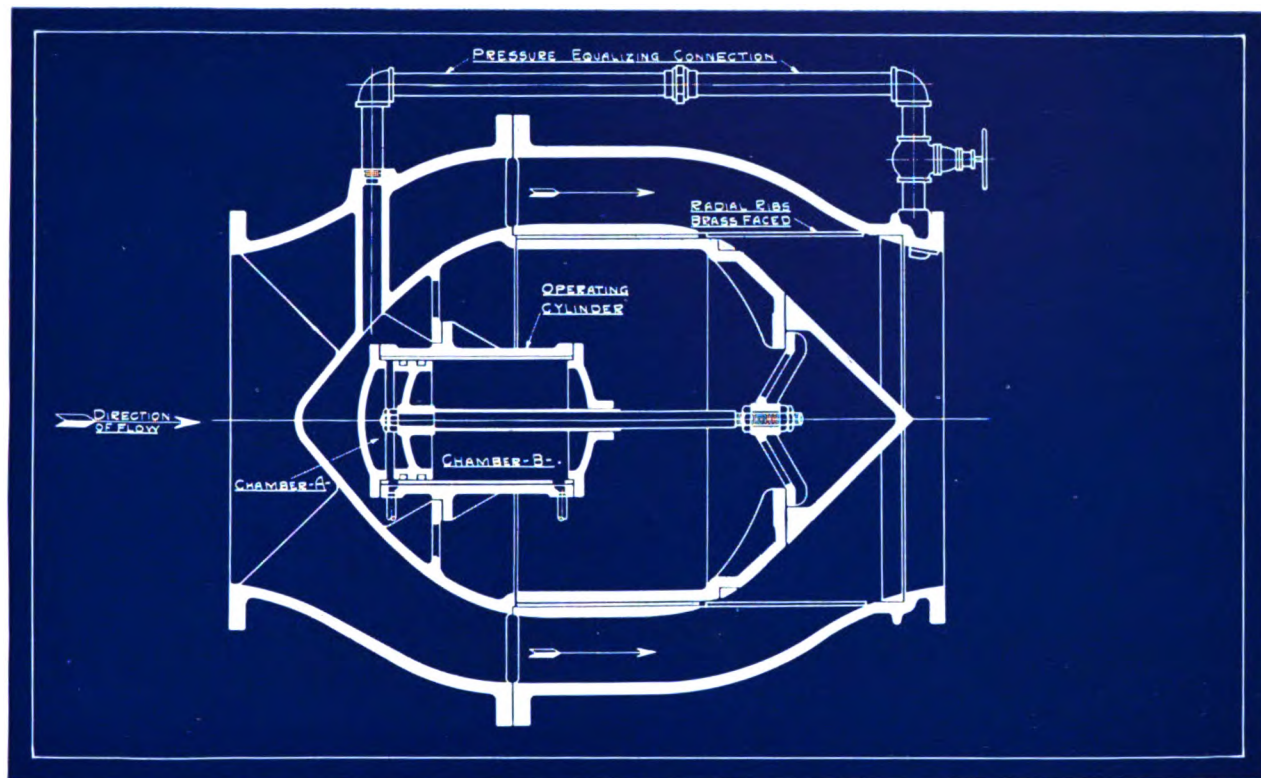 PRESSURE EQUALIZING CONNECTION
RADIAL RIBS
BRASS FACED
OPERATING
CYLINDER
DIRECTION
OF FLOW
CHAMBER-B-
CHAMBER-A-